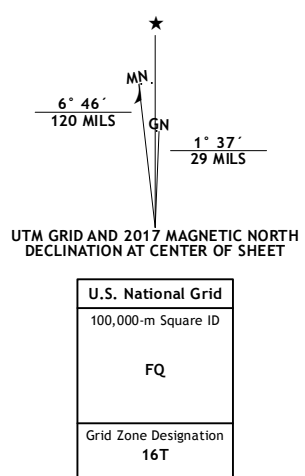 MN.
6° 46´
120 MILS
GN
1° 37´
29 MILS
UTM GRID AND 2017 MAGNETIC NORTH
DECLINATION AT CENTER OF SHEET
U.S. National Grid
100,000-m Square ID
FQ
Grid Zone Designation
16T